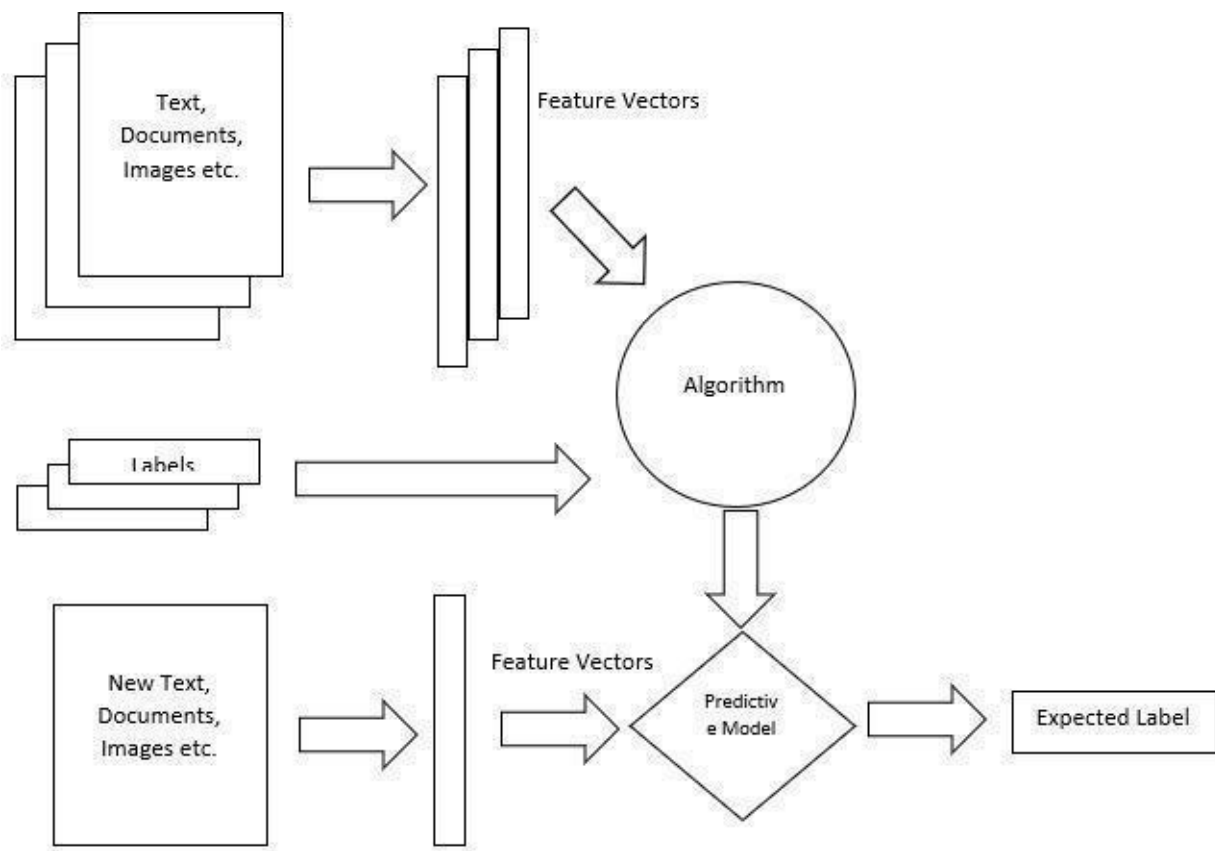 Text,
Documents,
Images etc.
Feature Vectors
Algorithm
Labels
New Text,
Documents,
Images etc.
Feature Vectors
Predictiv
e Model
Expected Label